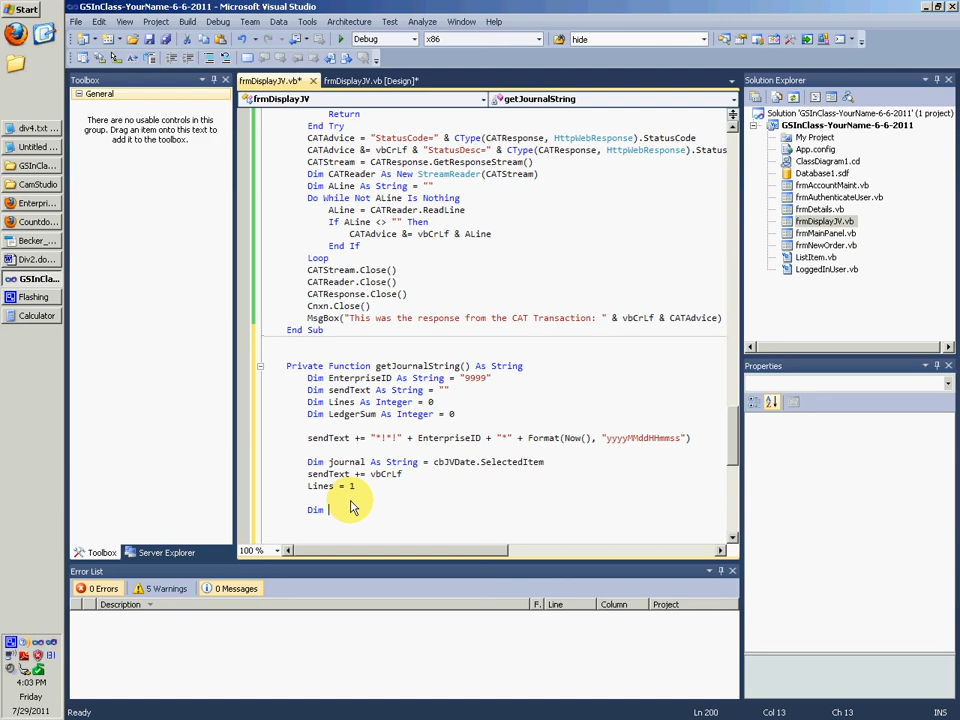 Start
GSInClass-YourName-6-6-2011 - Microsoft Visual Studio
File Edit View Project Build Debug Team Data Tools Architecture Test Analyze Window Help
Debug x86 hide
Toolbox
General
There are no usable controls in this
group. Drag an item onto this text to
add it to the toolbox.
Toolbox Server Explorer
div4.txt ...
Untitled ...
GSInCl...
CamStudio
Enterpri...
Countdo...
Becker_...
Div2.do...
GSInCla...
Flashing
Calculator
4:03 PM
Friday
7/29/2011
frmDisplayJV.vb* frmDisplayJV.vb [Design]*
frmDisplayJV getJournalString
Return
End Try
CATAdvice = "StatusCode=" & CType(CATResponse, HttpWebResponse).StatusCode
CATAdvice &= vbCrLf & "StatusDesc=" & CType(CATResponse, HttpWebResponse).Status
CATStream = CATResponse.GetResponseStream()
Dim CATReader As New StreamReader(CATStream)
Dim ALine As String = ""
Do While Not ALine Is Nothing
ALine = CATReader.ReadLine
If ALine <> "" Then
CATAdvice &= vbCrLf & ALine
End If
Loop
CATStream.Close()
CATReader.Close()
CATResponse.Close()
Cnxn.Close()
MsgBox("This was the response from the CAT Transaction: " & vbCrLf & CATAdvice)
End Sub
Private Function getJournalString() As String
Dim EnterpriseID As String = "9999"
Dim sendText As String = ""
Dim Lines As Integer = 0
Dim LedgerSum As Integer = 0
sendText += "*!*!" + EnterpriseID + "*" + Format(Now(), "yyyyMMddHHmmss")
Dim journal As String = cbJVDate.SelectedItem
sendText += vbCrLf
Lines = 1
Dim
100 %
Solution Explorer
Solution 'GSInClass-YourName-6-6-2011' (1 project)
GSInClass-YourName-6-6-2011
My Project
App.config
ClassDiagram1.cd
Database1.sdf
frmAccountMaint.vb
frmAuthenticateUser.vb
frmDetails.vb
frmDisplayJV.vb
frmMainPanel.vb
frmNewOrder.vb
ListItem.vb
LoggedInUser.vb
Properties
Error List
0 Errors 5 Warnings 0 Messages
Description F. Line Column Project
Ready Ln 200 Col 13 Ch 13 INS